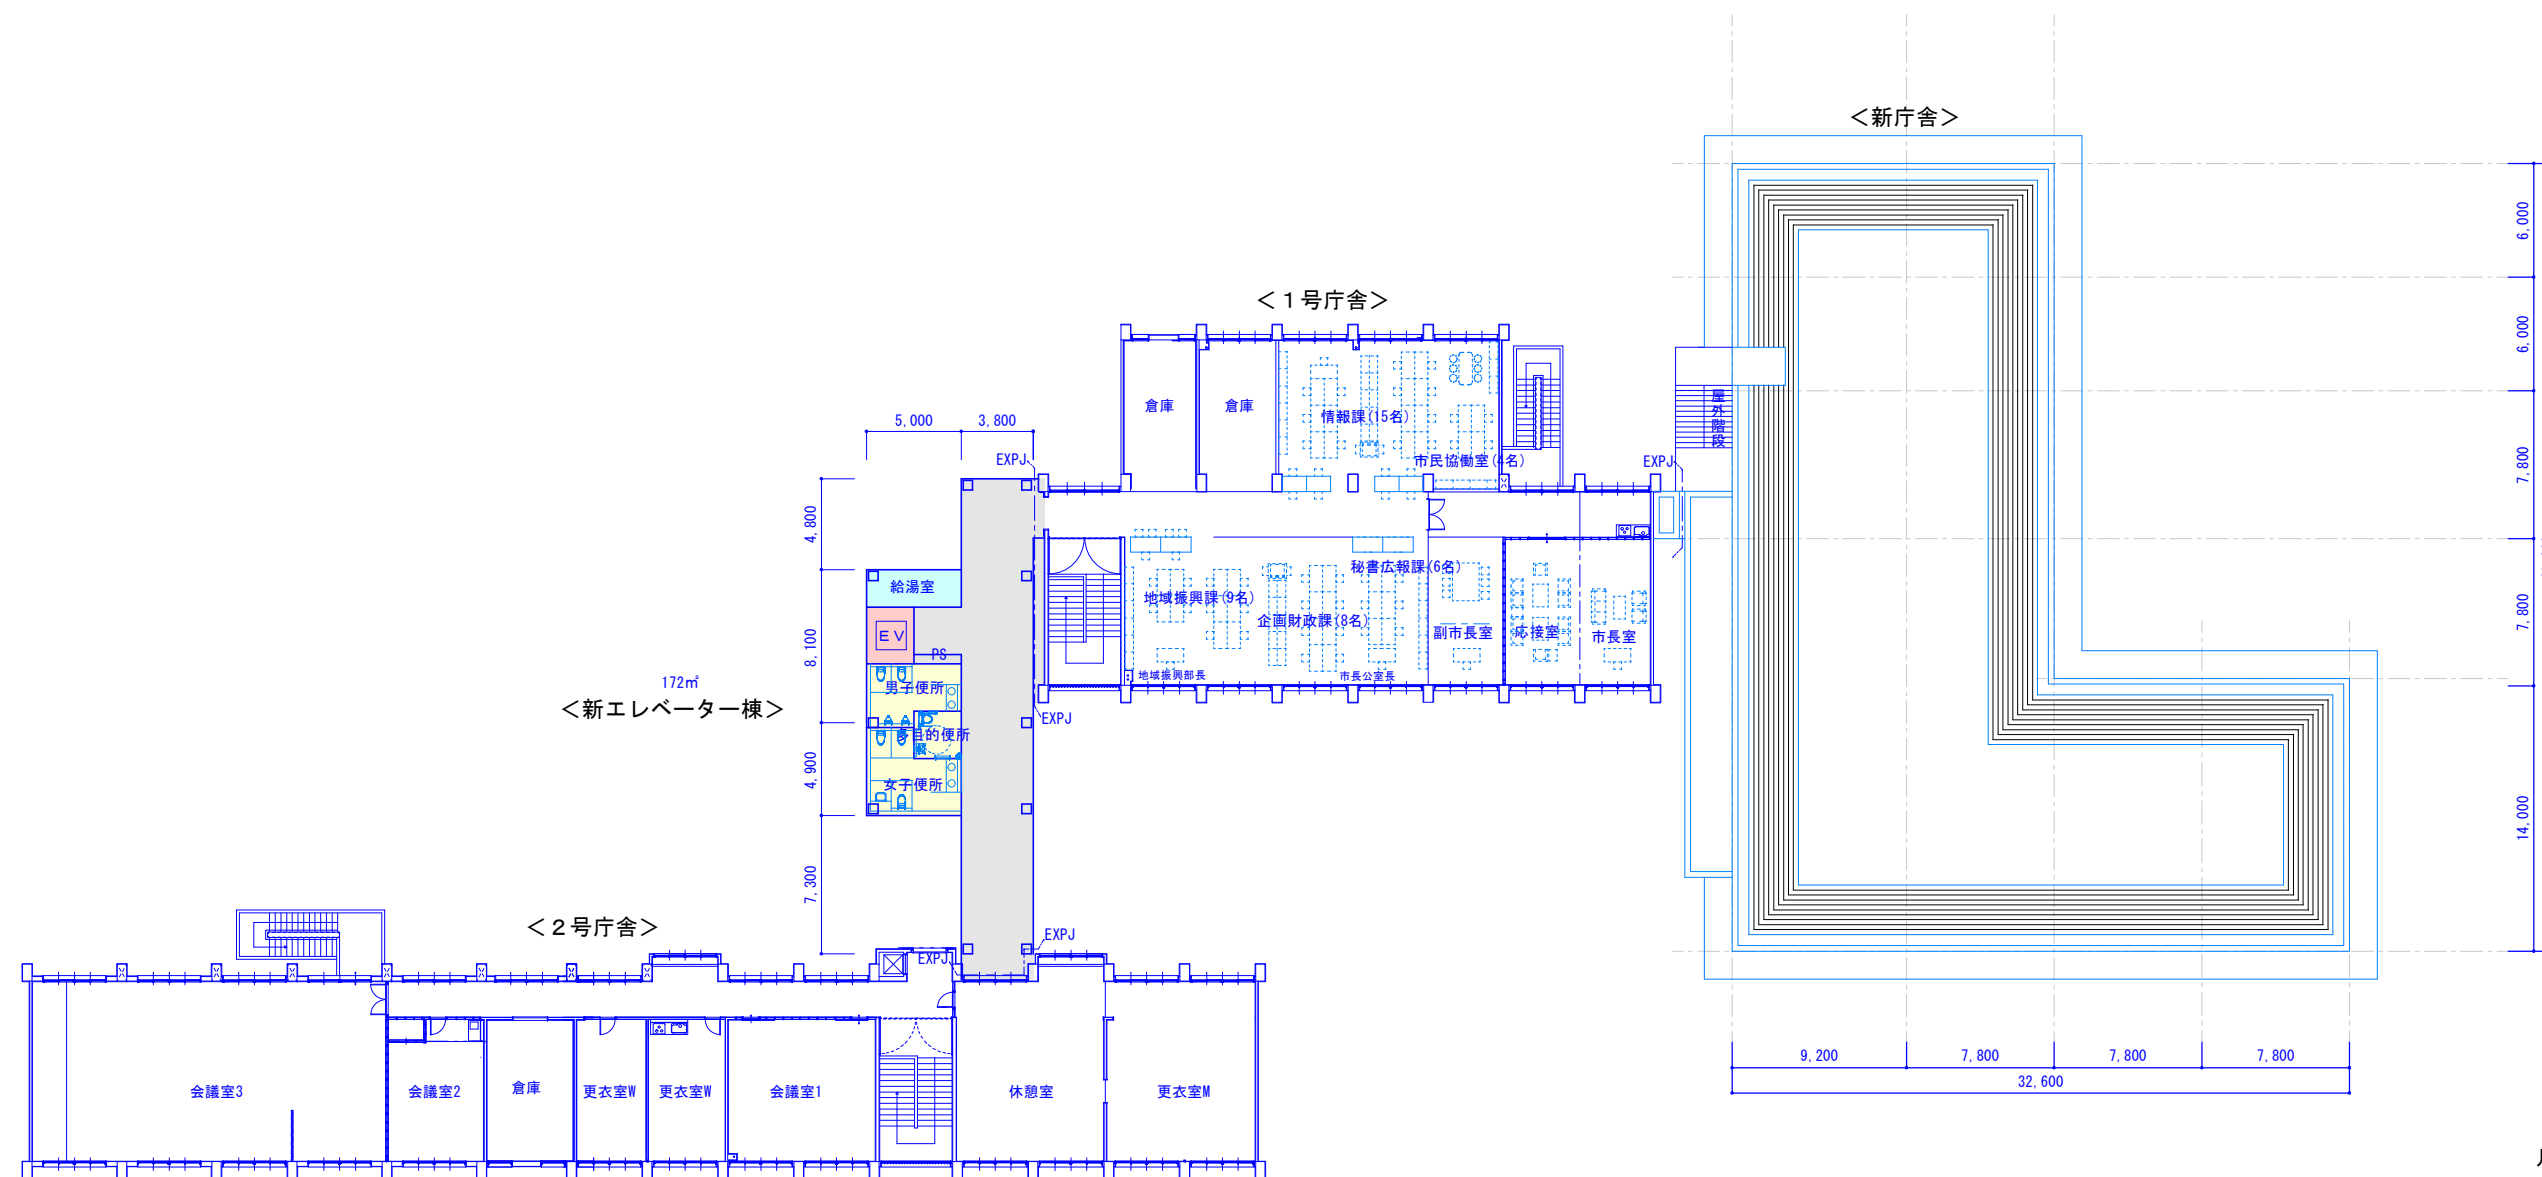 ＜新庁舎＞
6,000
6,000
7,800
7,800
14,000
屋外階段
EXPJ
9,200
7,800
7,800
7,800
32,600
＜１号庁舎＞
倉庫
倉庫
情報課(15名)
市民協働室(4名)
秘書広報課(6名)
地域振興課(9名)
企画財政課(8名)
副市長室
応接室
市長室
地域振興部長
市長公室長
5,000
3,800
EXPJ
4,800
8,100
4,900
7,300
給湯室
ＥＶ
PS
男子便所
多目的便所
女子便所
EXPJ
172㎡
＜新エレベーター棟＞
EXPJ
EXPJ
＜２号庁舎＞
会議室3
会議室2
倉庫
更衣室W
更衣室W
会議室1
休憩室
更衣室M